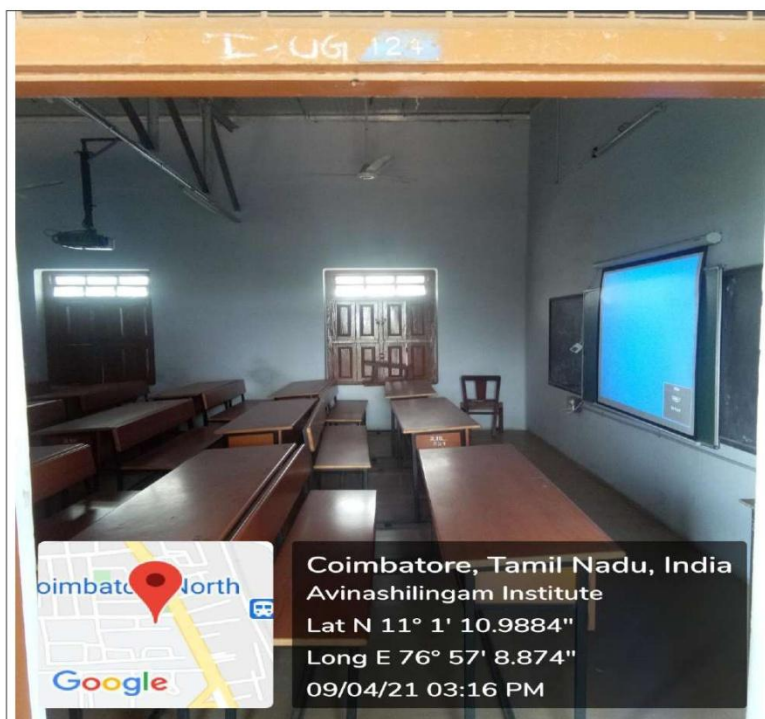 I-UG 124
oimbato North
Google
Coimbatore, Tamil Nadu, India
Avinashilingam Institute
Lat N 11° 1' 10.9884"
Long E 76° 57' 8.874"
09/04/21 03:16 PM